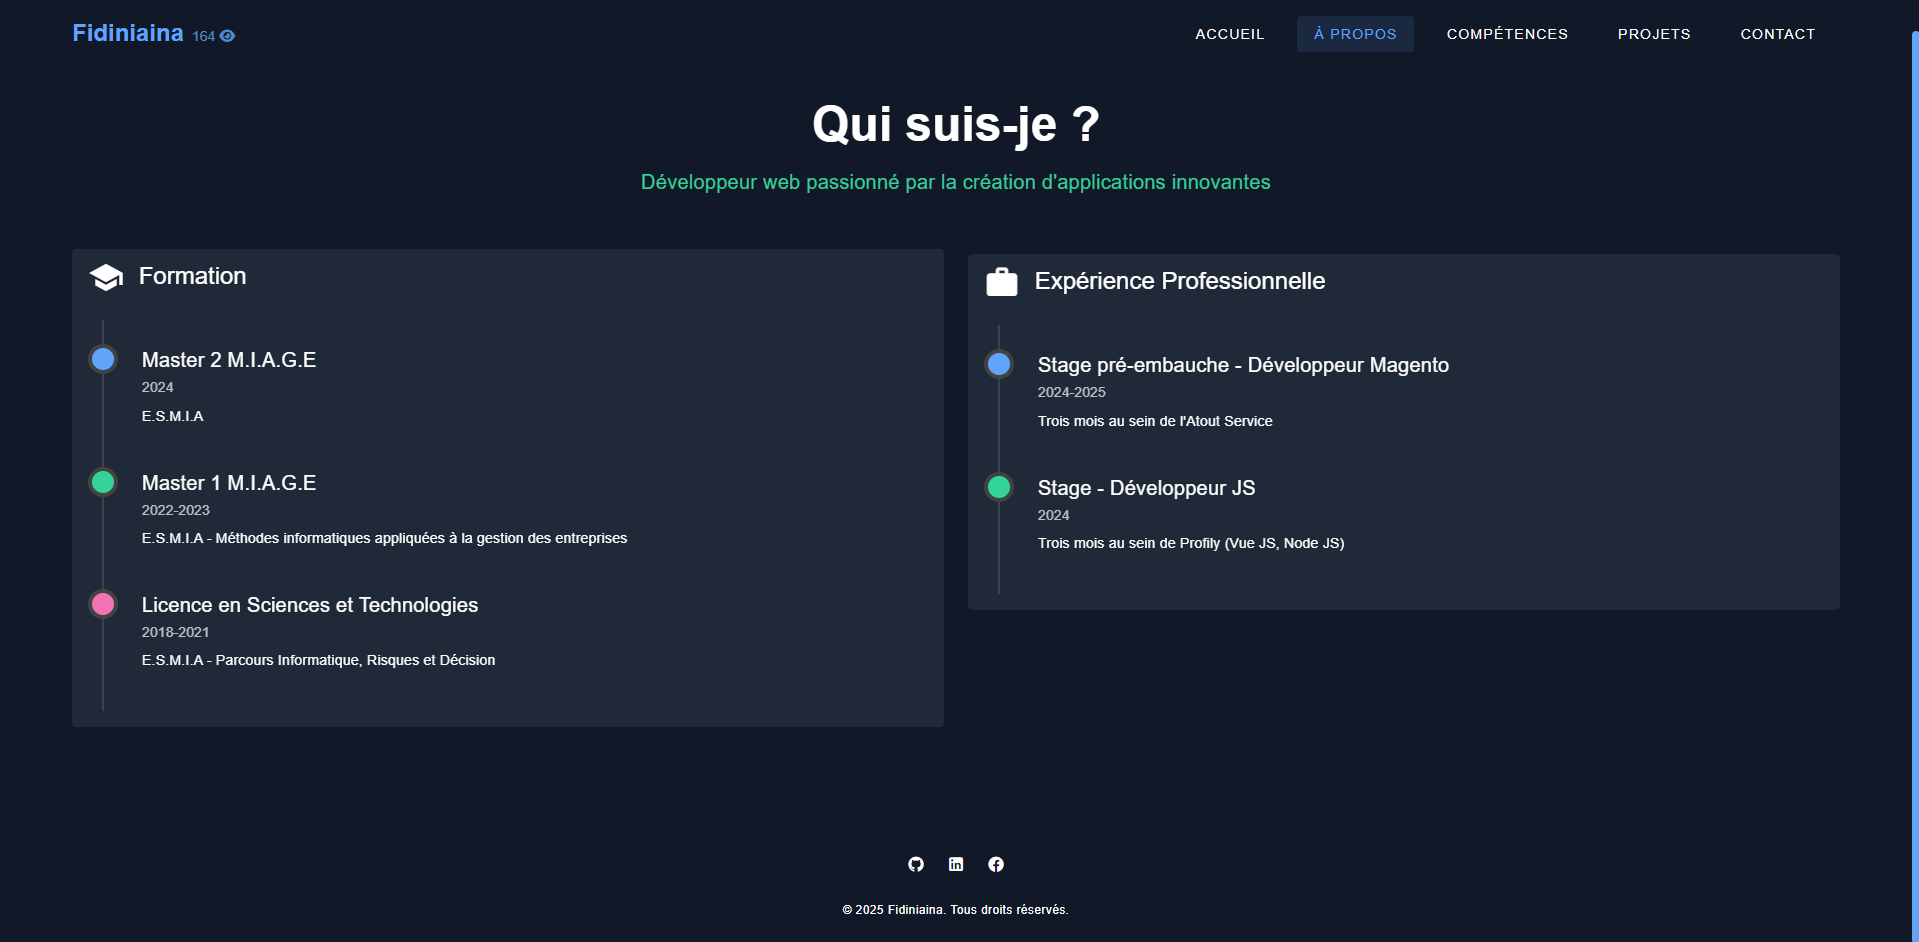 Fidiniaina 164
ACCUEIL
À PROPOS
COMPÉTENCES
PROJETS
CONTACT
Qui suis-je ?
Développeur web passionné par la création d'applications innovantes
Formation
Master 2 M.I.A.G.E
2024
E.S.M.I.A
Master 1 M.I.A.G.E
2022-2023
E.S.M.I.A - Méthodes informatiques appliquées à la gestion des entreprises
Licence en Sciences et Technologies
2018-2021
E.S.M.I.A - Parcours Informatique, Risques et Décision
Expérience Professionnelle
Stage pré-embauche - Développeur Magento
2024-2025
Trois mois au sein de l'Atout Service
Stage - Développeur JS
2024
Trois mois au sein de Profily (Vue JS, Node JS)
© 2025 Fidiniaina. Tous droits réservés.